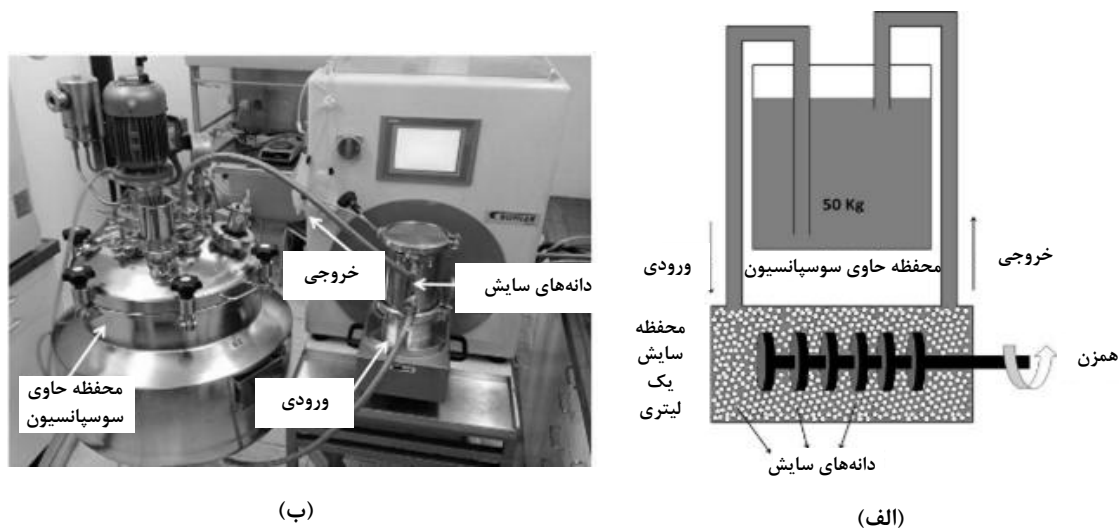 50 Kg
محفظه حاوی سوسپانسیون
ورودی
خروجی
محفظه
سایش
یک
لیتری
همزن
دانه‌های سایش
(الف)
BUHLER
خروجی
دانه‌های سایش
محفظه حاوی
سوسپانسیون
ورودی
(ب)